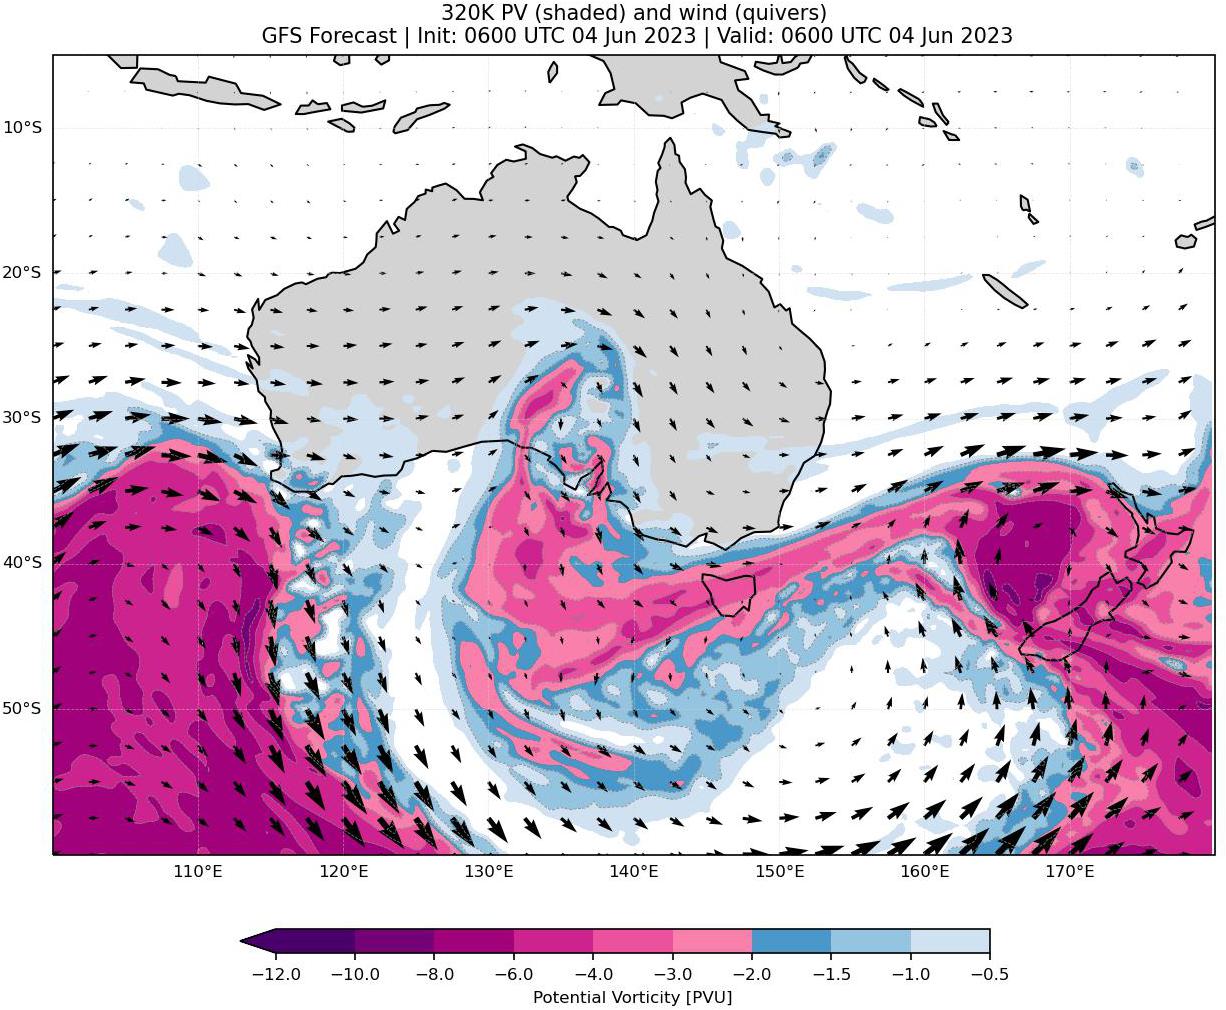 320K PV (shaded) and wind (quivers)
GFS Forecast | Init: 0600 UTC 04 Jun 2023 | Valid: 0600 UTC 04 Jun 2023
10°S
20°S
30°S
40°S
50°S
110°E 120°E 130°E 140°E 150°E 160°E 170°E
−12.0 −10.0 −8.0 −6.0 −4.0 −3.0 −2.0 −1.5 −1.0 −0.5
Potential Vorticity [PVU]